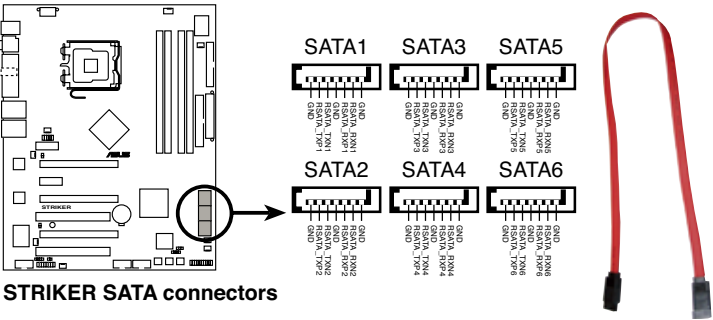 SATA1 SATA3 SATA5
GND RSATA_TXP1 RSATA_TXN1 GND RSATA_RXP1 RSATA_RXN1 GND
GND RSATA_TXP3 RSATA_TXN3 GND RSATA_RXP3 RSATA_RXN3 GND
GND RSATA_TXP5 RSATA_TXN5 GND RSATA_RXP5 RSATA_RXN5 GND
SATA2 SATA4 SATA6
GND RSATA_TXP2 RSATA_TXN2 GND RSATA_RXP2 RSATA_RXN2 GND
GND RSATA_TXP4 RSATA_TXN4 GND RSATA_RXP4 RSATA_RXN4 GND
GND RSATA_TXP6 RSATA_TXN6 GND RSATA_RXP6 RSATA_RXN6 GND
ASUS
STRIKER
STRIKER SATA connectors